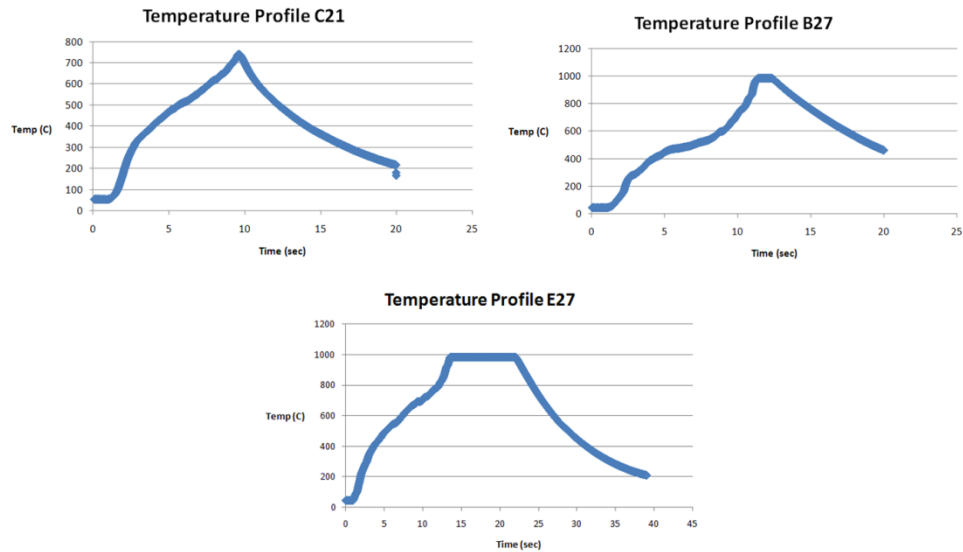 Temperature Profile C21
800
700
600
500
400
300
200
100
0
Temp (C)
0 5 10 15 20 25
Time (sec)
Temperature Profile B27
1200
1000
800
600
400
200
0
Temp (C)
0 5 10 15 20 25
Time (sec)
Temperature Profile E27
1200
1000
800
600
400
200
0
Temp (C)
0 5 10 15 20 25 30 35 40 45
Time (sec)